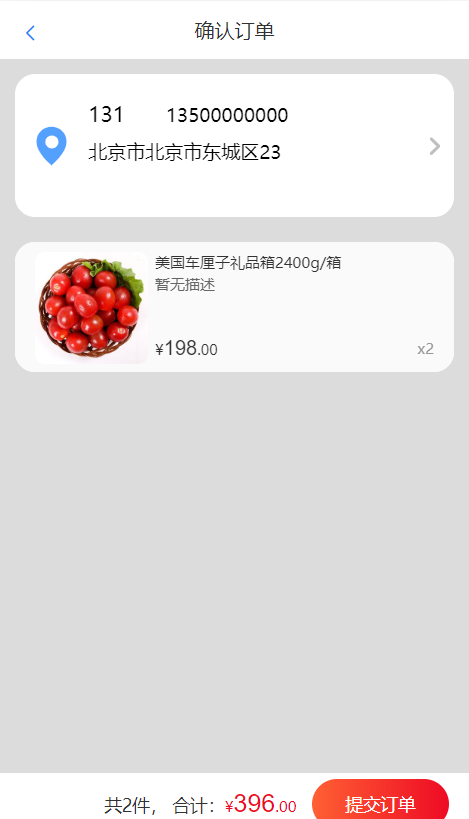 确认订单
131 13500000000
北京市北京市东城区23
美国车厘子礼品箱2400g/箱
暂无描述
¥198.00 x2
共2件， 合计：¥396.00 提交订单